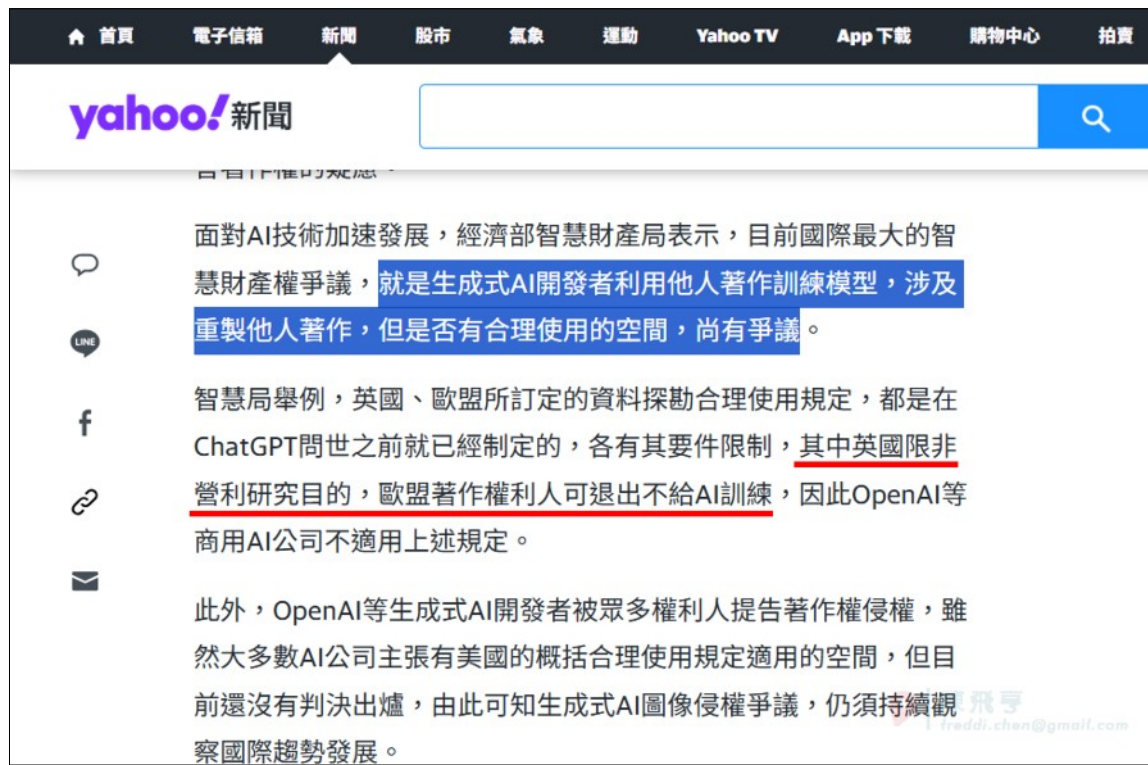 首頁 電子信箱 新聞 股市 氣象 運動 Yahoo TV App 下載 購物中心 拍賣
yahoo!新聞
害著作權的疑慮。
面對AI技術加速發展，經濟部智慧財產局表示，目前國際最大的智
慧財產權爭議，就是生成式AI開發者利用他人著作訓練模型，涉及
重製他人著作，但是否有合理使用的空間，尚有爭議。
智慧局舉例，英國、歐盟所訂定的資料探勘合理使用規定，都是在
ChatGPT問世之前就已經制定的，各有其要件限制，其中英國限非
營利研究目的，歐盟著作權利人可退出不給AI訓練，因此OpenAI等
商用AI公司不適用上述規定。
此外，OpenAI等生成式AI開發者被眾多權利人提告著作權侵權，雖
然大多數AI公司主張有美國的概括合理使用規定適用的空間，但目
前還沒有判決出爐，由此可知生成式AI圖像侵權爭議，仍須持續觀
察國際趨勢發展。
LINE
飛亨
freddi.chen@gmail.com